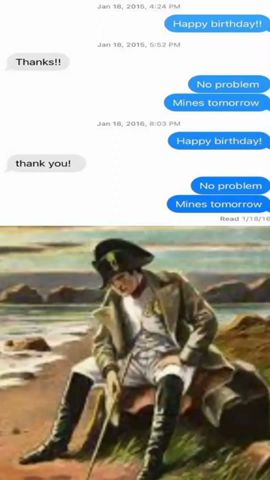 Jan 18, 2015, 4:24 PM
Happy birthday!!
Jan 18, 2015, 5:52 PM
Thanks!!
No problem
Mines tomorrow
Jan 18, 2016, 8:03 PM
Happy birthday!
thank you!
No problem
Mines tomorrow
Read 1/18/16